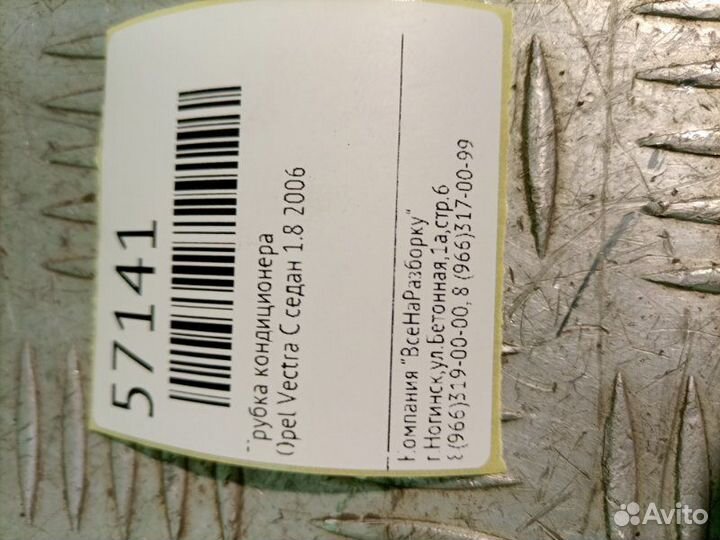 57141
Трубка кондиционера
Opel Vectra C седан 1.8 2006
Компания "ВсеНаРазборку"
г.Ногинск,ул.Бетонная,1а,стр.6
8 (966)319-00-00, 8 (966)317-00-99
Avito